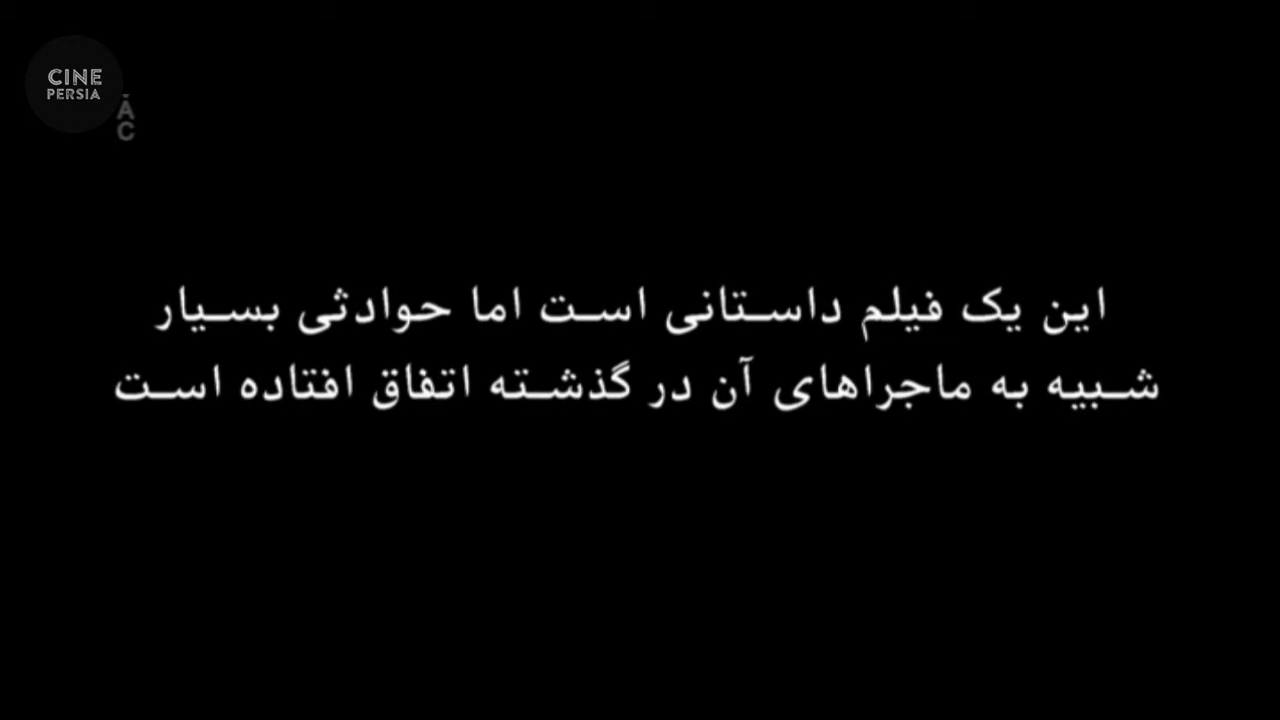 CINE
PERSIA
Ā
C
این یک فیلم داستانی است اما حوادثی بسیار
شبیه به ماجراهای آن در گذشته اتفاق افتاده است